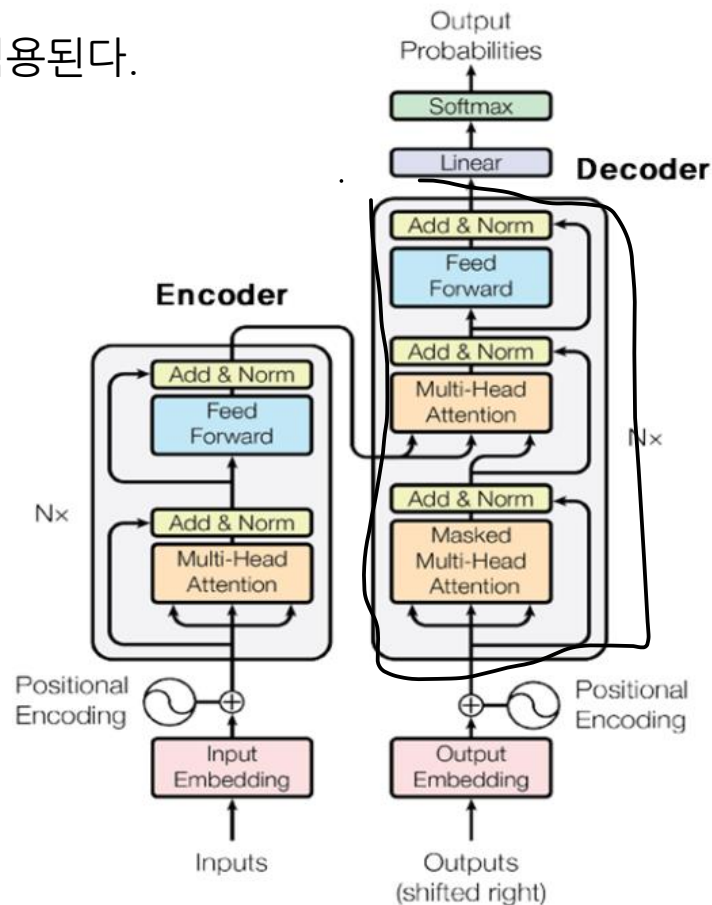 용된다.
Output
Probabilities
Softmax
Linear
Decoder
Add & Norm
Feed
Forward
Add & Norm
Multi-Head
Attention
Nx
Add & Norm
Masked
Multi-Head
Attention
Positional
Encoding
Output
Embedding
Outputs
(shifted right)
Encoder
Add & Norm
Feed
Forward
Nx
Add & Norm
Multi-Head
Attention
Positional
Encoding
Input
Embedding
Inputs